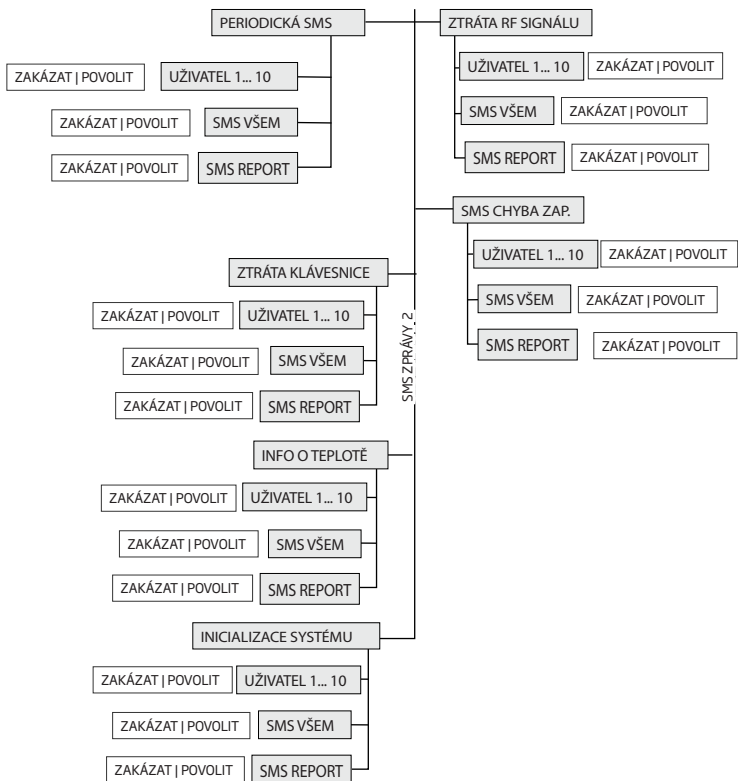 PERIODICKÁ SMS
ZAKÁZAT | POVOLIT UŽIVATEL 1... 10
ZAKÁZAT | POVOLIT SMS VŠEM
ZAKÁZAT | POVOLIT SMS REPORT
ZTRÁTA RF SIGNÁLU
UŽIVATEL 1... 10 ZAKÁZAT | POVOLIT
SMS VŠEM ZAKÁZAT | POVOLIT
SMS REPORT ZAKÁZAT | POVOLIT
SMS CHYBA ZAP.
UŽIVATEL 1... 10 ZAKÁZAT | POVOLIT
SMS VŠEM ZAKÁZAT | POVOLIT
SMS REPORT ZAKÁZAT | POVOLIT
SMS ZPRÁVY 2
ZTRÁTA KLÁVESNICE
ZAKÁZAT | POVOLIT UŽIVATEL 1... 10
ZAKÁZAT | POVOLIT SMS VŠEM
ZAKÁZAT | POVOLIT SMS REPORT
INFO O TEPLOTĚ
ZAKÁZAT | POVOLIT UŽIVATEL 1... 10
ZAKÁZAT | POVOLIT SMS VŠEM
ZAKÁZAT | POVOLIT SMS REPORT
INICIALIZACE SYSTÉMU
ZAKÁZAT | POVOLIT UŽIVATEL 1... 10
ZAKÁZAT | POVOLIT SMS VŠEM
ZAKÁZAT | POVOLIT SMS REPORT